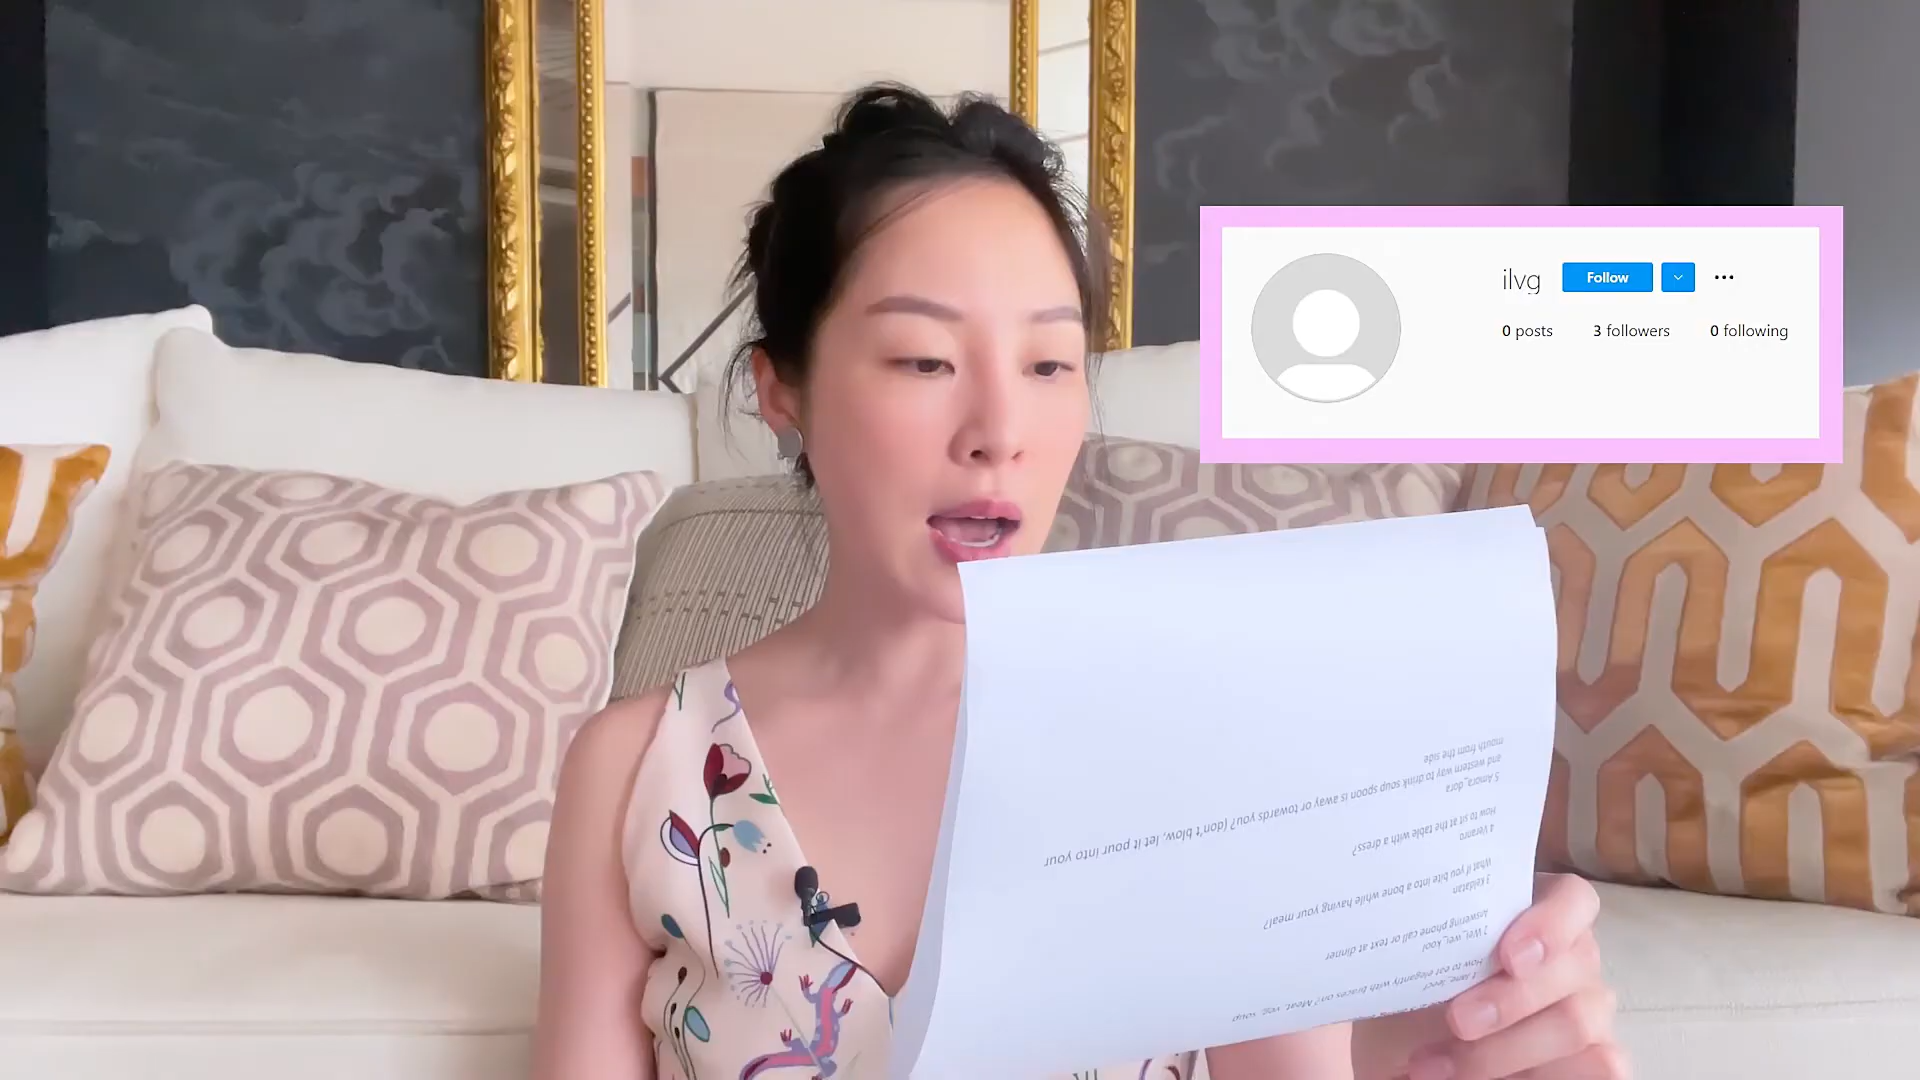 ilvg Follow
0 posts 3 followers 0 following
How to eat elegantly with braces on? Meat, veg, soup
2 Wei_wei_kool
Answering phone call or text at dinner
3 Keldatan
What if you bite into a bone while having your meal?
4 Veranro
How to sit at the table with a dress?
5 Amora_dora
and western way to drink soup spoon is away or towards you? (don't blow, let it pour into your
mouth from the side